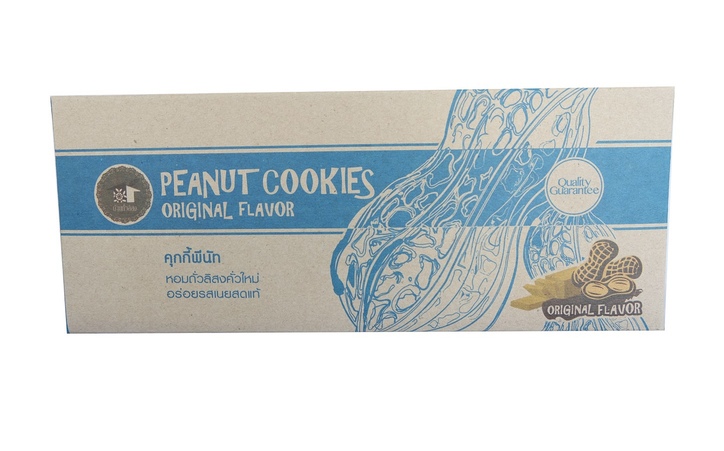 PEANUT COOKIES
ORIGINAL FLAVOR
Quality
Guarantee
คุกกี้พีนัท
หอมถั่วลิสงคั่วใหม่
อร่อยรสเนยสดแท้
ORIGINAL FLAVOR